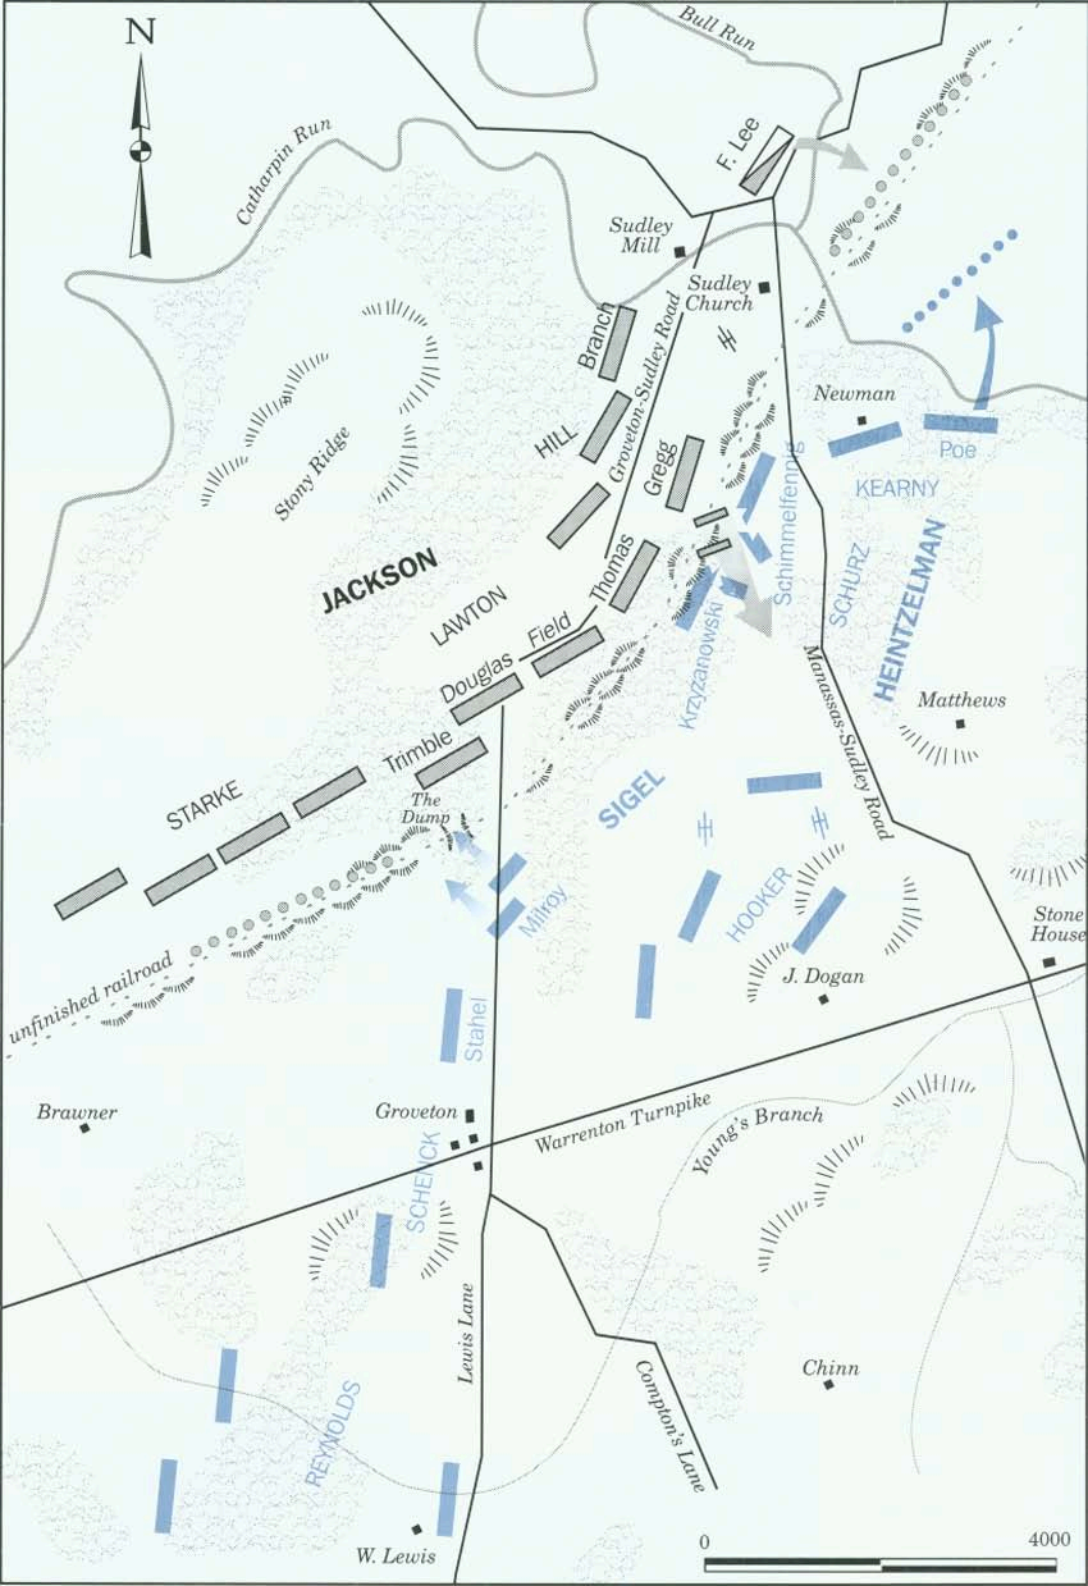 N
Bull Run
Catharpin Run
F. Lee
Sudley
Mill
Sudley
Church
Branch
Groveton-Sudley Road
Newman
HILL
Gregg
Poe
Stony Ridge
Schimmelfennig
KEARNY
JACKSON
Thomas
SCHURZ
HEINTZELMAN
LAWTON
Field
Krzyzanowski
Douglas
Manassas-Sudley Road
Matthews
Trimble
STARKE
The
Dump
SIGEL
Milroy
HOOKER
Stone
House
unfinished railroad
J. Dogan
Stahel
Brawner
Groveton
Warrenton Turnpike
Young's Branch
SCHENCK
Lewis Lane
Chinn
Compton's Lane
REYNOLDS
W. Lewis
0
4000